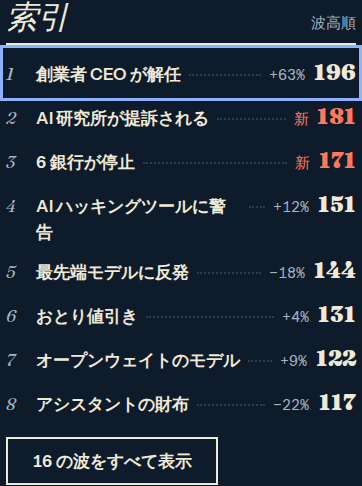 索引
波高順
1 創業者 CEO が解任 +63% 196
2 AI 研究所が提訴される 新 181
3 6 銀行が停止 新 171
4 AI ハッキングツールに警 +12% 151
告
5 最先端モデルに反発 −18% 144
6 おとり値引き +4% 131
7 オープンウェイトのモデル +9% 122
8 アシスタントの財布 −22% 117
16 の波をすべて表示